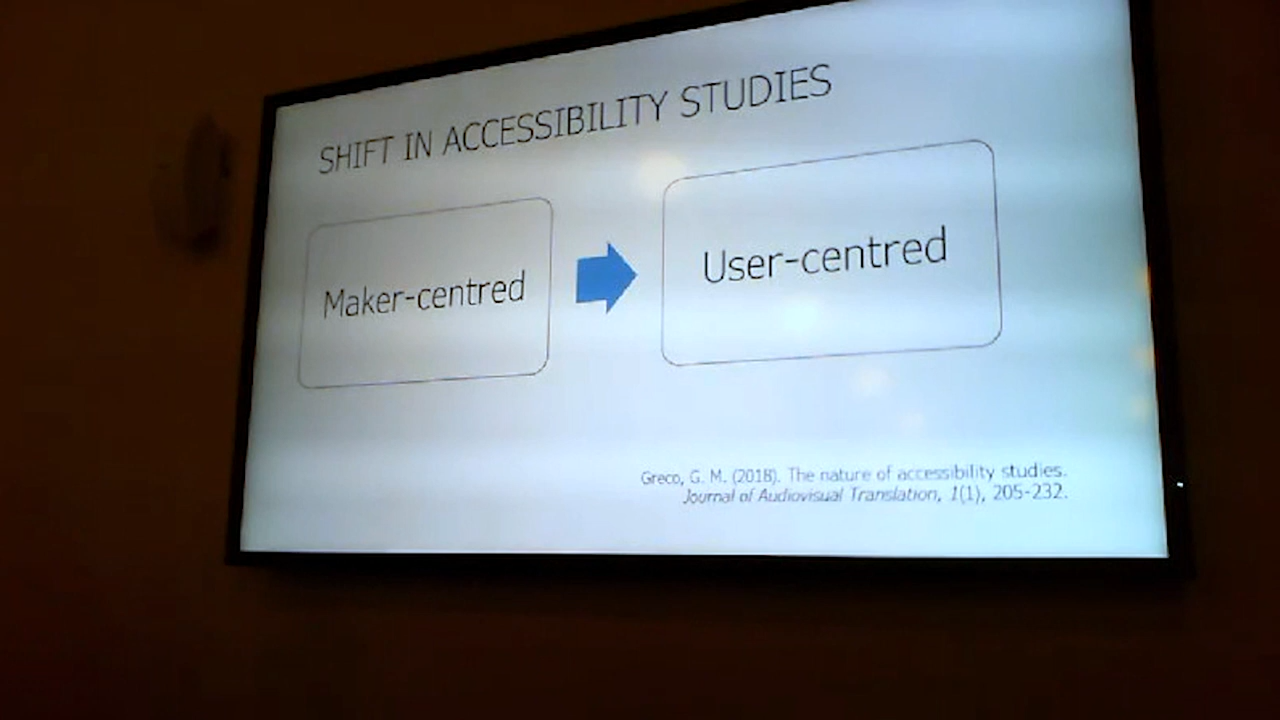 SHIFT IN ACCESSIBILITY STUDIES
Maker-centred
User-centred
Greco, G. M. (2018). The nature of accessibility studies.
Journal of Audiovisual Translation, 1(1), 205-232.